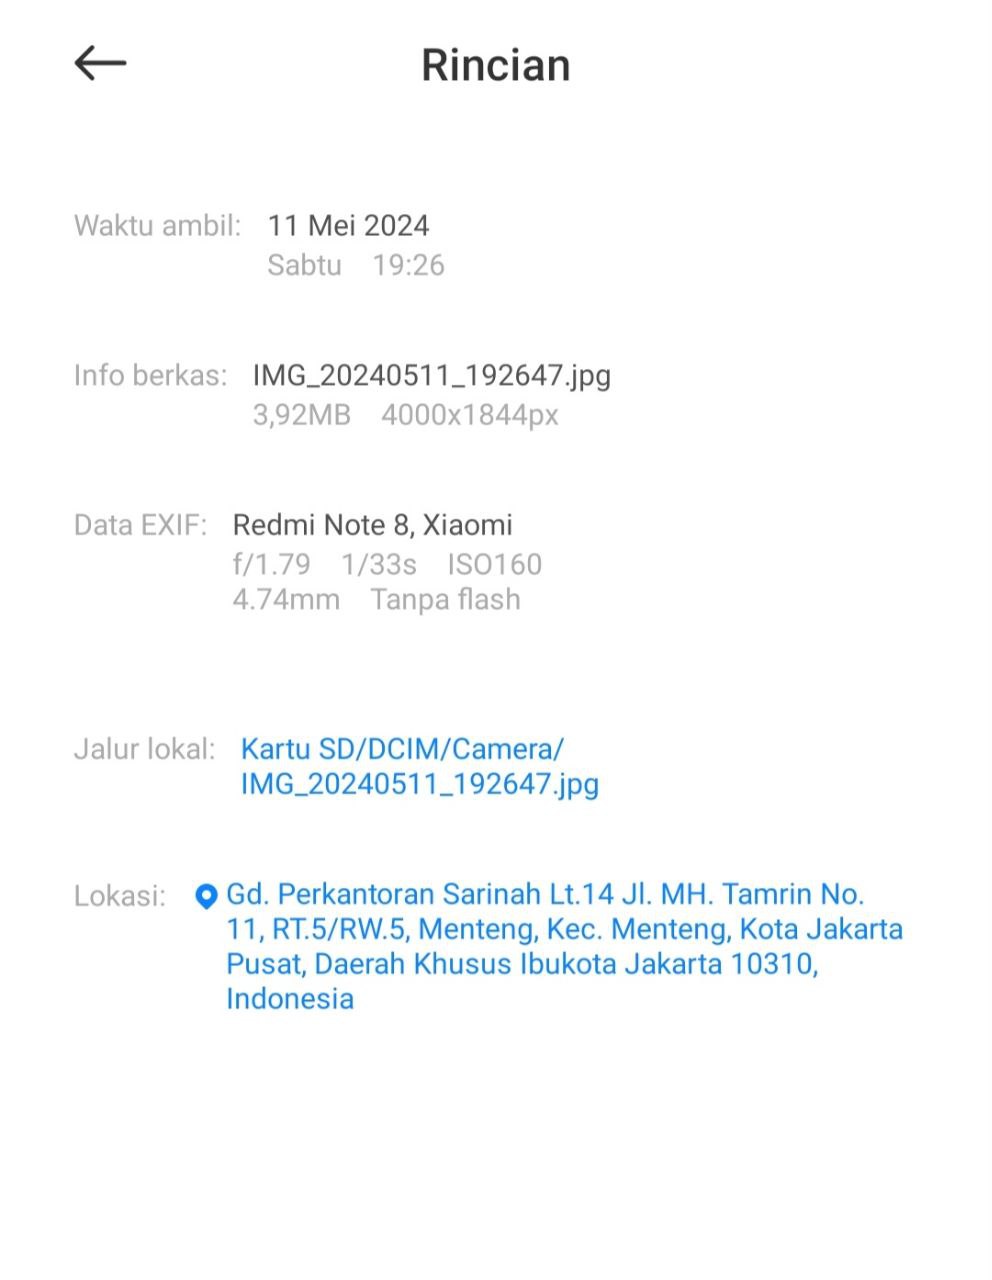 Rincian
Waktu ambil: 11 Mei 2024
Sabtu 19:26
Info berkas: IMG_20240511_192647.jpg
3,92MB 4000x1844px
Data EXIF: Redmi Note 8, Xiaomi
f/1.79 1/33s ISO160
4.74mm Tanpa flash
Jalur lokal: Kartu SD/DCIM/Camera/
IMG_20240511_192647.jpg
Lokasi: Gd. Perkantoran Sarinah Lt.14 Jl. MH. Tamrin No.
11, RT.5/RW.5, Menteng, Kec. Menteng, Kota Jakarta
Pusat, Daerah Khusus Ibukota Jakarta 10310,
Indonesia